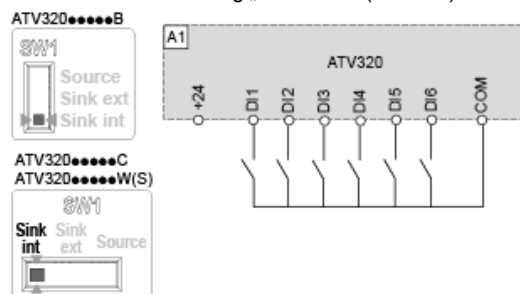 ATV320●●●●●B
SW1
Source
Sink ext
Sink int
A1
ATV320
+24
DI1
DI2
DI3
DI4
DI5
DI6
COM
ATV320●●●●●C
ATV320●●●●●W(S)
SW1
Sink int
Sink ext
Source